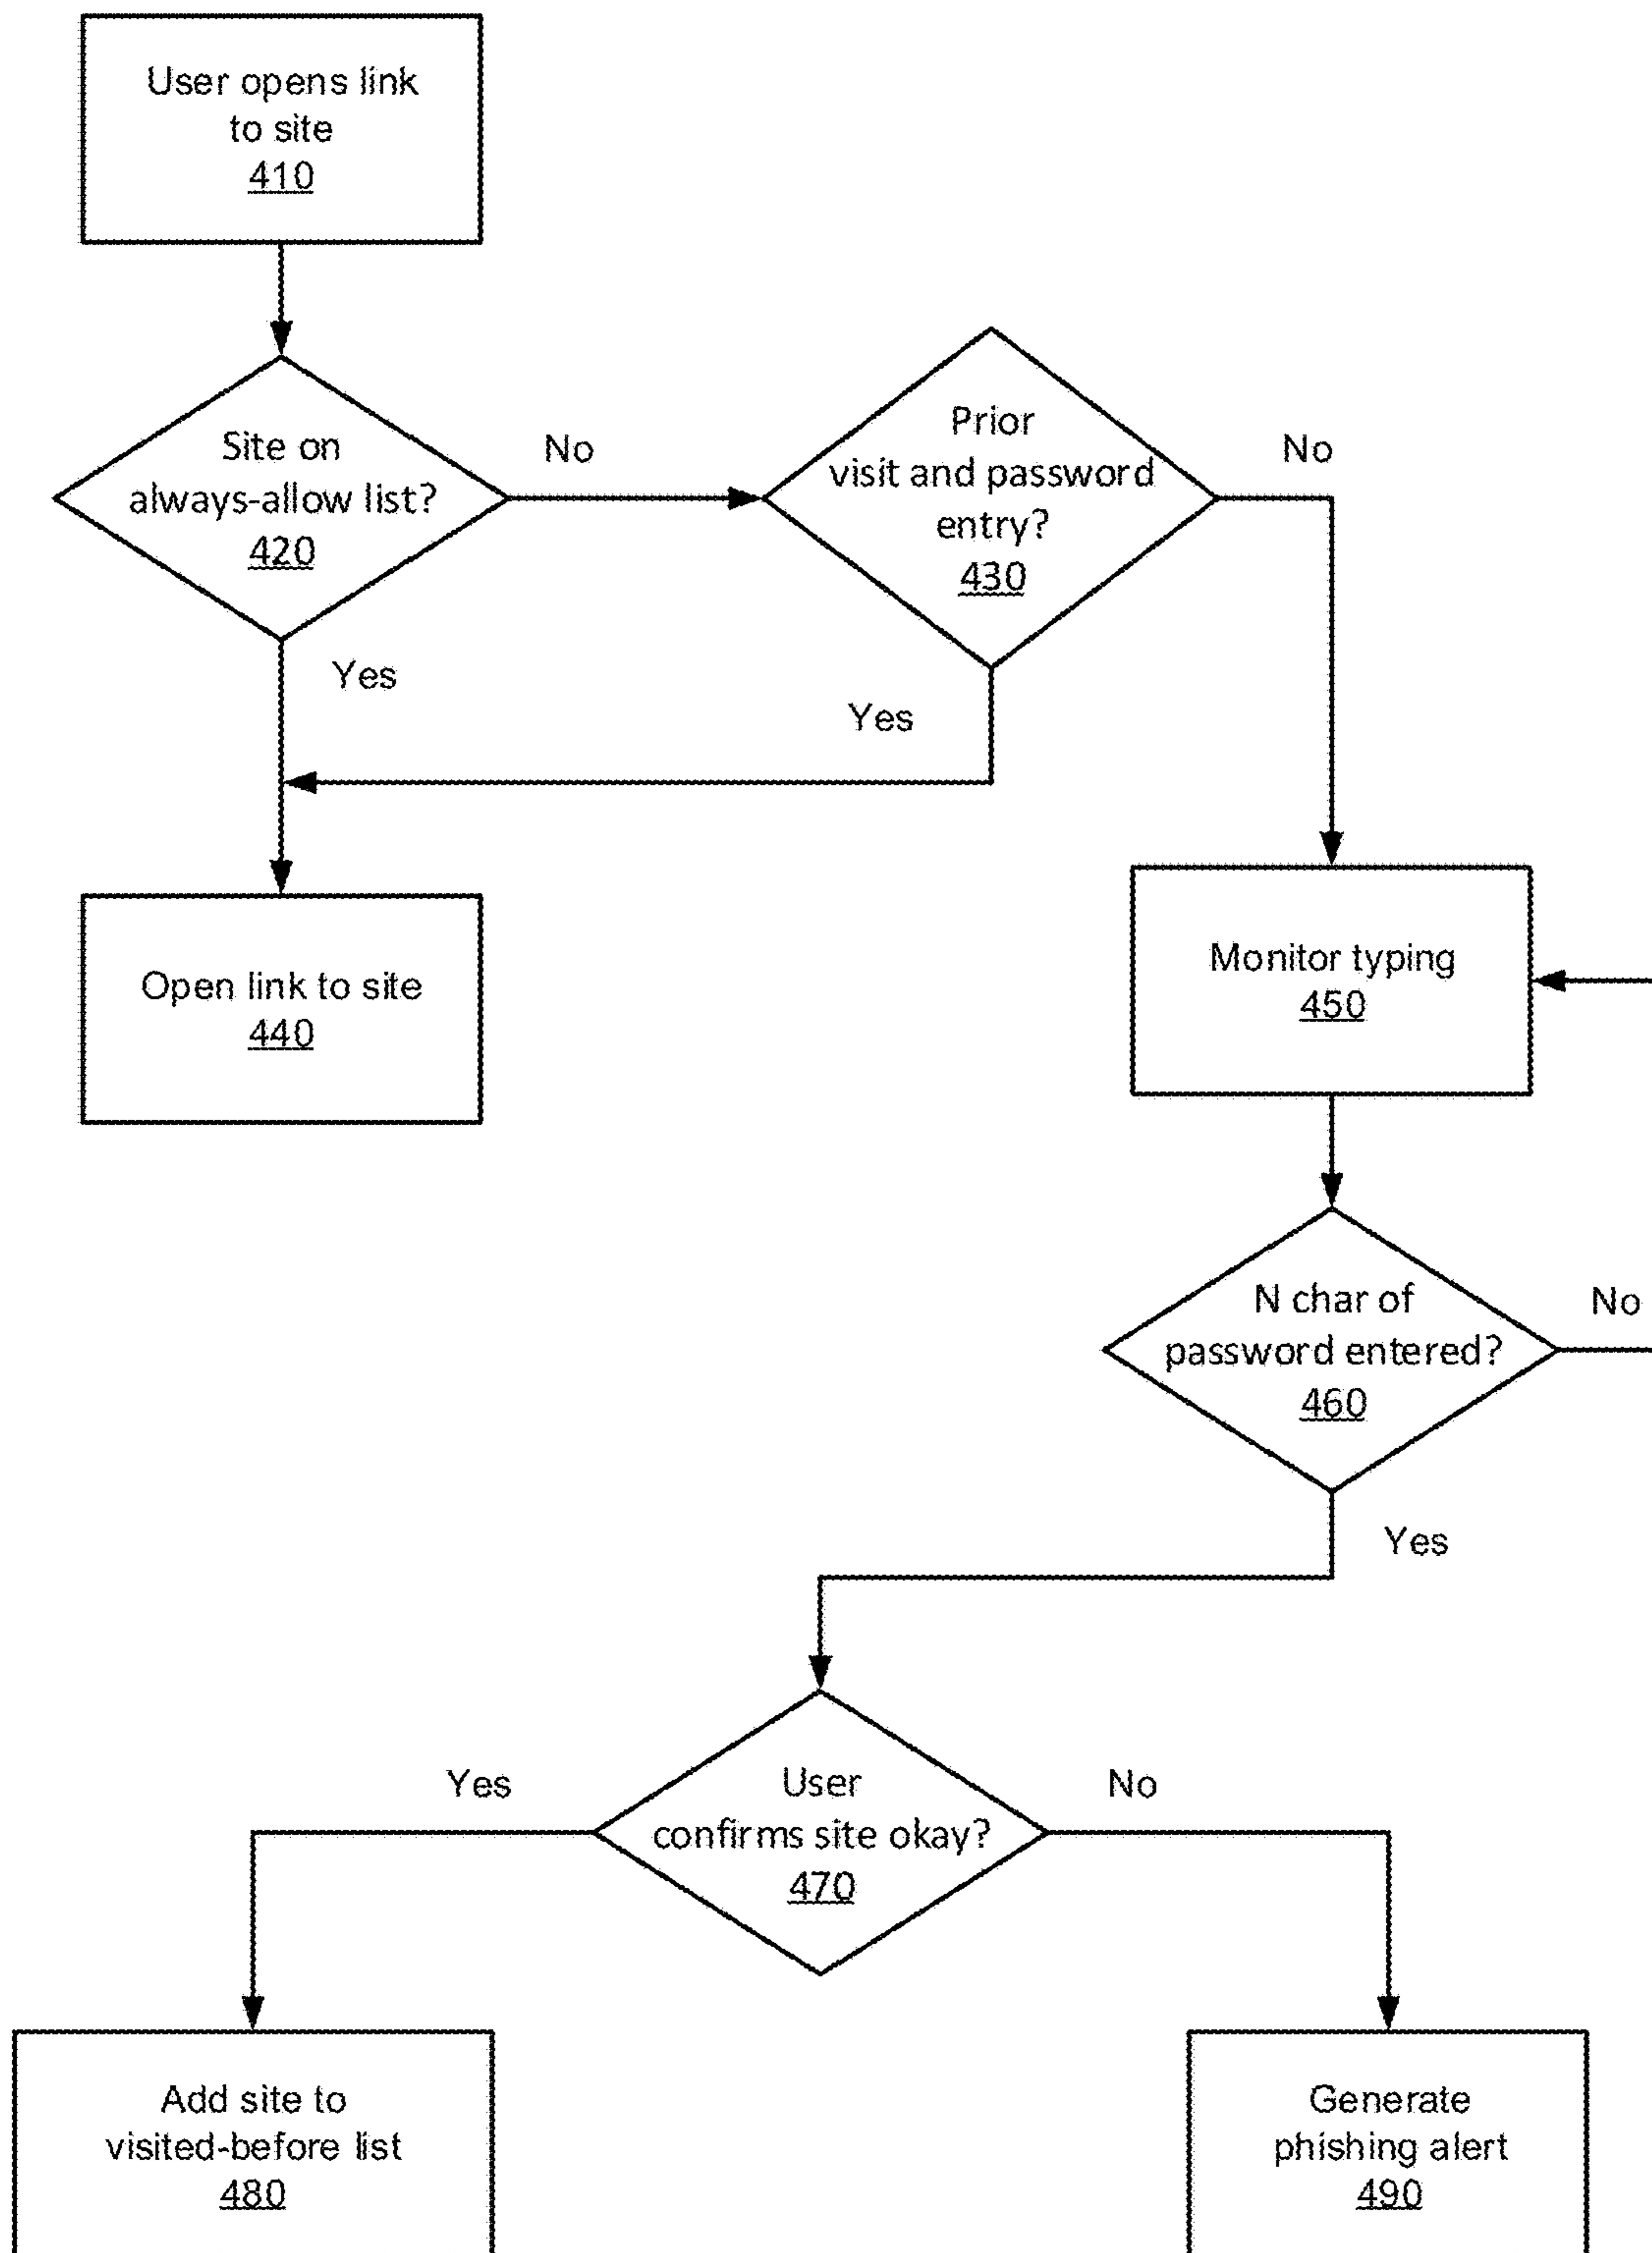 User opens link
to site
410
Site on
always-allow list?
420
No
Prior
visit and password
entry?
430
No
Yes
Yes
Open link to site
440
Monitor typing
450
N char of
password entered?
460
No
Yes
User
confirms site okay?
470
Yes
No
Add site to
visited-before list
480
Generate
phishing alert
490